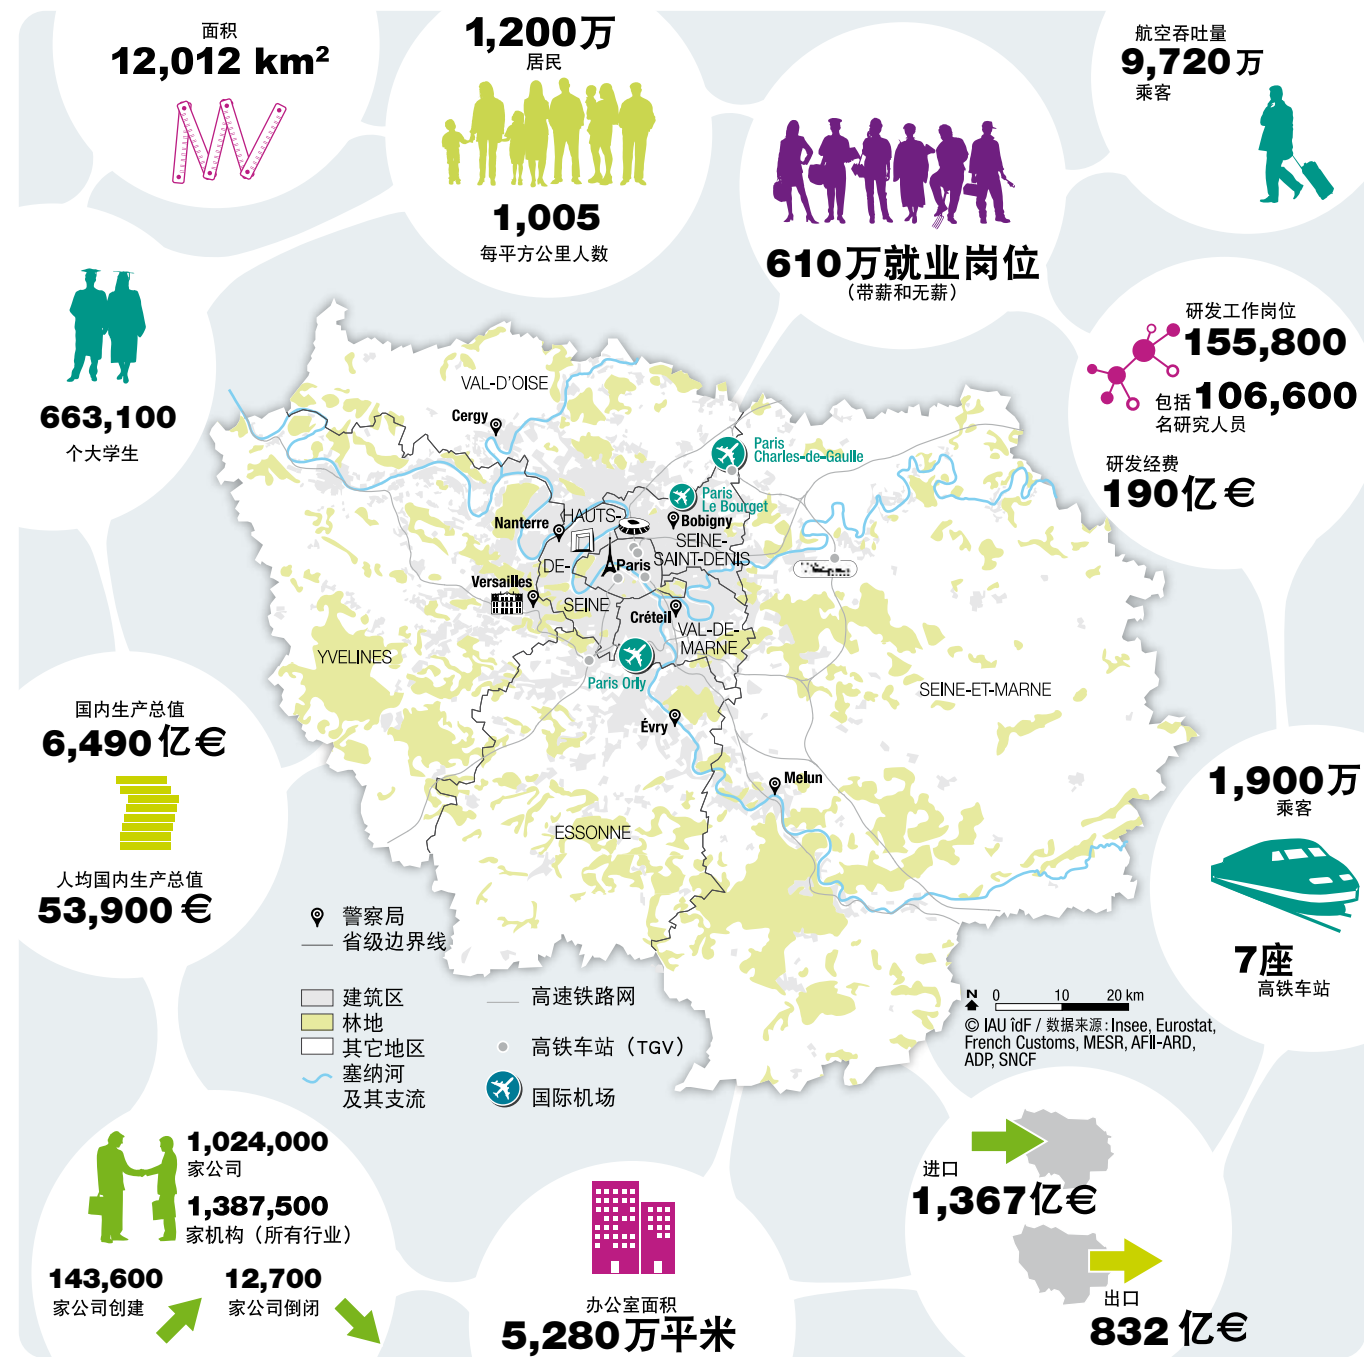 面积
12,012 km²
1,200万
居民
1,005
每平方公里人数
610万就业岗位
（带薪和无薪）
航空吞吐量
9,720万
乘客
研发工作岗位
155,800
包括106,600
名研究人员
研发经费
190亿€
663,100
个大学生
国内生产总值
6,490亿€
人均国内生产总值
53,900€
1,900万
乘客
7座
高铁车站
VAL-D'OISE
Cergy
Paris
Charles-de-Gaulle
Paris
Le Bourget
Nanterre
HAUTS-
Bobigny
SEINE-
SAINT-DENIS
DE-
Paris
Versailles
SEINE
Créteil
VAL-DE-
MARNE
YVELINES
Paris Orly
SEINE-ET-MARNE
Évry
Melun
ESSONNE
警察局
省级边界线
建筑区
林地
其它地区
塞纳河
及其支流
高速铁路网
高铁车站（TGV）
国际机场
N 0 10 20 km
© IAU îdF / 数据来源：Insee, Eurostat,
French Customs, MESR, AFII-ARD,
ADP, SNCF
1,024,000
家公司
1,387,500
家机构（所有行业）
143,600
家公司创建
12,700
家公司倒闭
办公室面积
5,280万平米
进口
1,367亿€
出口
832亿€